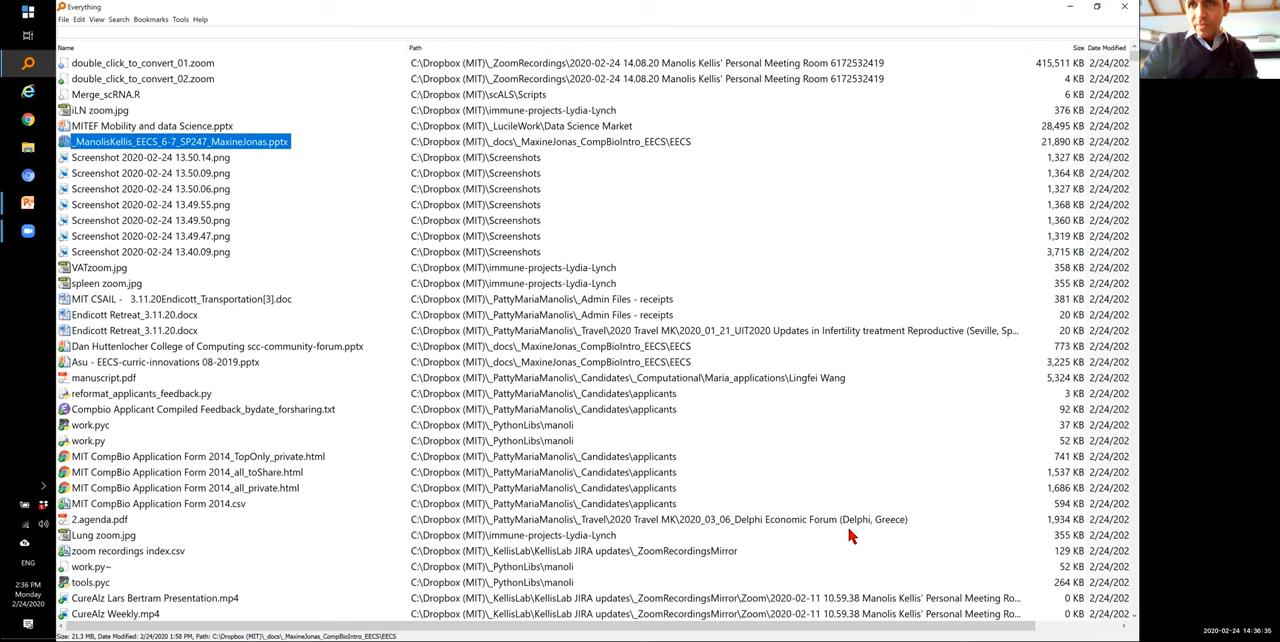 Everything
File Edit View Search Bookmarks Tools Help
Name Path Size Date Modified
double_click_to_convert_01.zoom C:\Dropbox (MIT)\_ZoomRecordings\2020-02-24 14.08.20 Manolis Kellis' Personal Meeting Room 6172532419 415,511 KB 2/24/202
double_click_to_convert_02.zoom C:\Dropbox (MIT)\_ZoomRecordings\2020-02-24 14.08.20 Manolis Kellis' Personal Meeting Room 6172532419 4 KB 2/24/202
Merge_scRNA.R C:\Dropbox (MIT)\scALS\Scripts 6 KB 2/24/202
iLN zoom.jpg C:\Dropbox (MIT)\immune-projects-Lydia-Lynch 376 KB 2/24/202
MITEF Mobility and data Science.pptx C:\Dropbox (MIT)\_LucileWork\Data Science Market 28,495 KB 2/24/202
_ManolisKellis_EECS_6-7_SP247_MaxineJonas.pptx C:\Dropbox (MIT)\_docs\_MaxineJonas_CompBioIntro_EECS\EECS 21,890 KB 2/24/202
Screenshot 2020-02-24 13.50.14.png C:\Dropbox (MIT)\Screenshots 1,327 KB 2/24/202
Screenshot 2020-02-24 13.50.09.png C:\Dropbox (MIT)\Screenshots 1,364 KB 2/24/202
Screenshot 2020-02-24 13.50.06.png C:\Dropbox (MIT)\Screenshots 1,327 KB 2/24/202
Screenshot 2020-02-24 13.49.55.png C:\Dropbox (MIT)\Screenshots 1,368 KB 2/24/202
Screenshot 2020-02-24 13.49.50.png C:\Dropbox (MIT)\Screenshots 1,360 KB 2/24/202
Screenshot 2020-02-24 13.49.47.png C:\Dropbox (MIT)\Screenshots 1,319 KB 2/24/202
Screenshot 2020-02-24 13.40.09.png C:\Dropbox (MIT)\Screenshots 3,715 KB 2/24/202
VATzoom.jpg C:\Dropbox (MIT)\immune-projects-Lydia-Lynch 358 KB 2/24/202
spleen zoom.jpg C:\Dropbox (MIT)\immune-projects-Lydia-Lynch 355 KB 2/24/202
MIT CSAIL - 3.11.20Endicott_Transportation[3].doc C:\Dropbox (MIT)\_PattyMariaManolis\_Admin Files - receipts 381 KB 2/24/202
Endicott Retreat_3.11.20.docx C:\Dropbox (MIT)\_PattyMariaManolis\_Admin Files - receipts 20 KB 2/24/202
Endicott Retreat_3.11.20.docx C:\Dropbox (MIT)\_PattyMariaManolis\_Travel\2020 Travel MK\2020_01_21_UIT2020 Updates in Infertility treatment Reproductive (Seville, Sp... 20 KB 2/24/202
Dan Huttenlocher College of Computing scc-community-forum.pptx C:\Dropbox (MIT)\_docs\_MaxineJonas_CompBioIntro_EECS\EECS 773 KB 2/24/202
Asu - EECS-curric-innovations 08-2019.pptx C:\Dropbox (MIT)\_docs\_MaxineJonas_CompBioIntro_EECS\EECS 3,225 KB 2/24/202
manuscript.pdf C:\Dropbox (MIT)\_PattyMariaManolis\_Candidates\_Computational\Maria_applications\Lingfei Wang 5,324 KB 2/24/202
reformat_applicants_feedback.py C:\Dropbox (MIT)\_PattyMariaManolis\_Candidates\applicants 3 KB 2/24/202
Compbio Applicant Compiled Feedback_bydate_forsharing.txt C:\Dropbox (MIT)\_PattyMariaManolis\_Candidates\applicants 92 KB 2/24/202
work.pyc C:\Dropbox (MIT)\_PythonLibs\manoli 37 KB 2/24/202
work.py C:\Dropbox (MIT)\_PythonLibs\manoli 52 KB 2/24/202
MIT CompBio Application Form 2014_TopOnly_private.html C:\Dropbox (MIT)\_PattyMariaManolis\_Candidates\applicants 741 KB 2/24/202
MIT CompBio Application Form 2014_all_toShare.html C:\Dropbox (MIT)\_PattyMariaManolis\_Candidates\applicants 1,537 KB 2/24/202
MIT CompBio Application Form 2014_all_private.html C:\Dropbox (MIT)\_PattyMariaManolis\_Candidates\applicants 1,686 KB 2/24/202
MIT CompBio Application Form 2014.csv C:\Dropbox (MIT)\_PattyMariaManolis\_Candidates\applicants 594 KB 2/24/202
2.agenda.pdf C:\Dropbox (MIT)\_PattyMariaManolis\_Travel\2020 Travel MK\2020_03_06_Delphi Economic Forum (Delphi, Greece) 1,934 KB 2/24/202
Lung zoom.jpg C:\Dropbox (MIT)\immune-projects-Lydia-Lynch 355 KB 2/24/202
zoom recordings index.csv C:\Dropbox (MIT)\_KellisLab\KellisLab JIRA updates\_ZoomRecordingsMirror 129 KB 2/24/202
work.py~ C:\Dropbox (MIT)\_PythonLibs\manoli 52 KB 2/24/202
tools.pyc C:\Dropbox (MIT)\_PythonLibs\manoli 264 KB 2/24/202
CureAlz Lars Bertram Presentation.mp4 C:\Dropbox (MIT)\_KellisLab\KellisLab JIRA updates\_ZoomRecordingsMirror\Zoom\2020-02-11 10.59.38 Manolis Kellis' Personal Meeting Ro... 0 KB 2/24/202
CureAlz Weekly.mp4 C:\Dropbox (MIT)\_KellisLab\KellisLab JIRA updates\_ZoomRecordingsMirror\Zoom\2020-02-11 10.59.38 Manolis Kellis' Personal Meeting Ro... 0 KB 2/24/202
Size: 21.3 MB, Date Modified: 2/24/2020 1:58 PM, Path: C:\Dropbox (MIT)\_docs\_MaxineJonas_CompBioIntro_EECS\EECS
ENG
2:36 PM
Monday
2/24/2020
2020-02-24 14:36:35